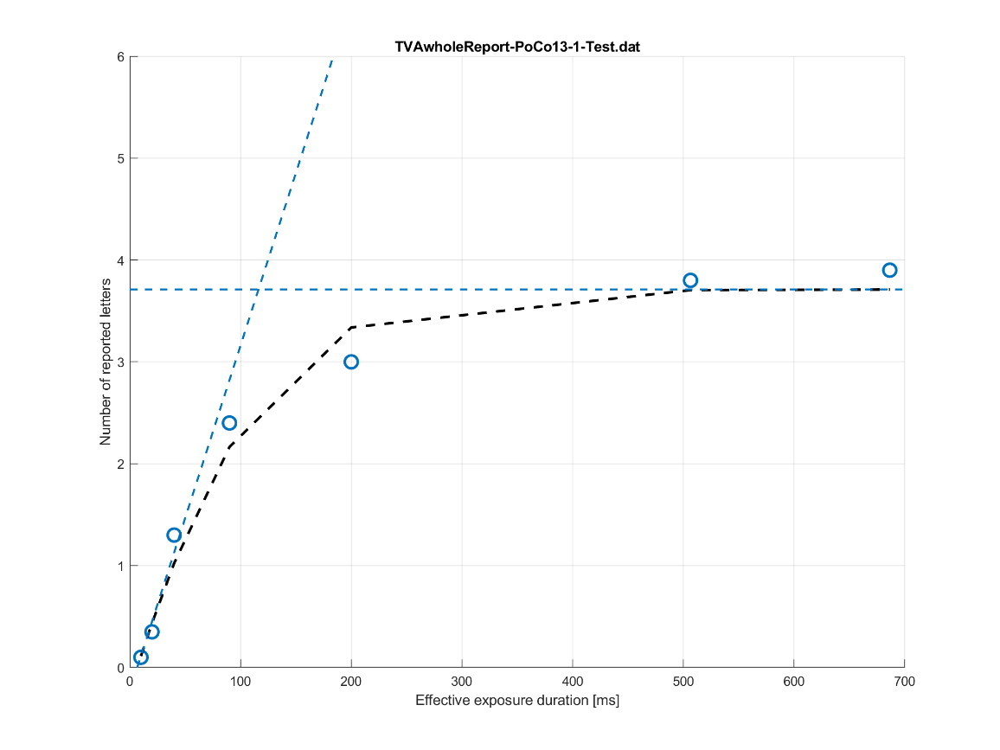 TVAwholeReport-PoCo13-1-Test.dat
6
5
4
3
2
1
0
Number of reported letters
0 100 200 300 400 500 600 700
Effective exposure duration [ms]